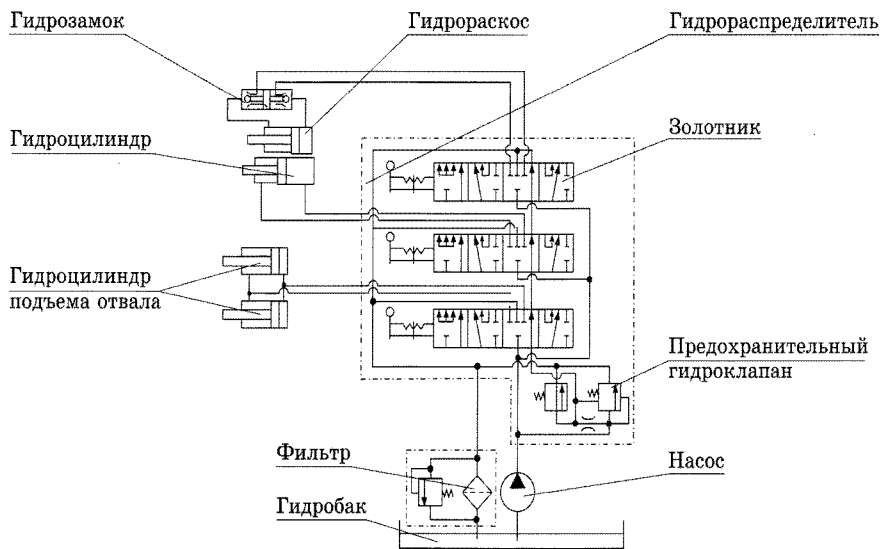 Гидрозамок
Гидрораскос
Гидрораспределитель
Гидроцилиндр
Золотник
Гидроцилиндр
подъема отвала
Предохранительный
гидроклапан
Фильтр
Насос
Гидробак